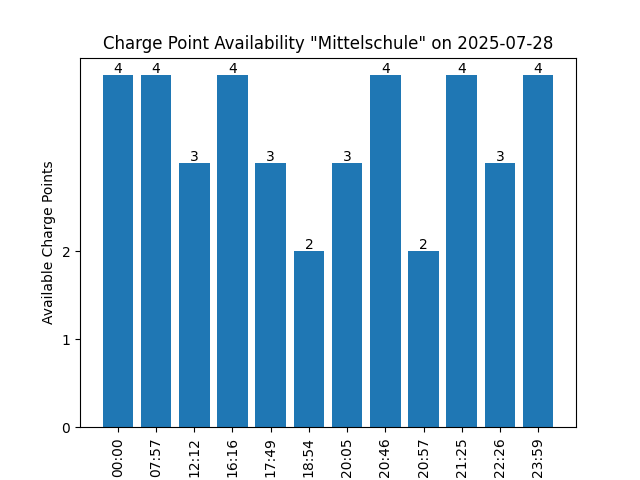 Charge Point Availability "Mittelschule" on 2025-07-28
4 4 3 4 3 2 3 4 2 4 3 4
Available Charge Points
2
1
0
00:00 07:57 12:12 16:16 17:49 18:54 20:05 20:46 20:57 21:25 22:26 23:59